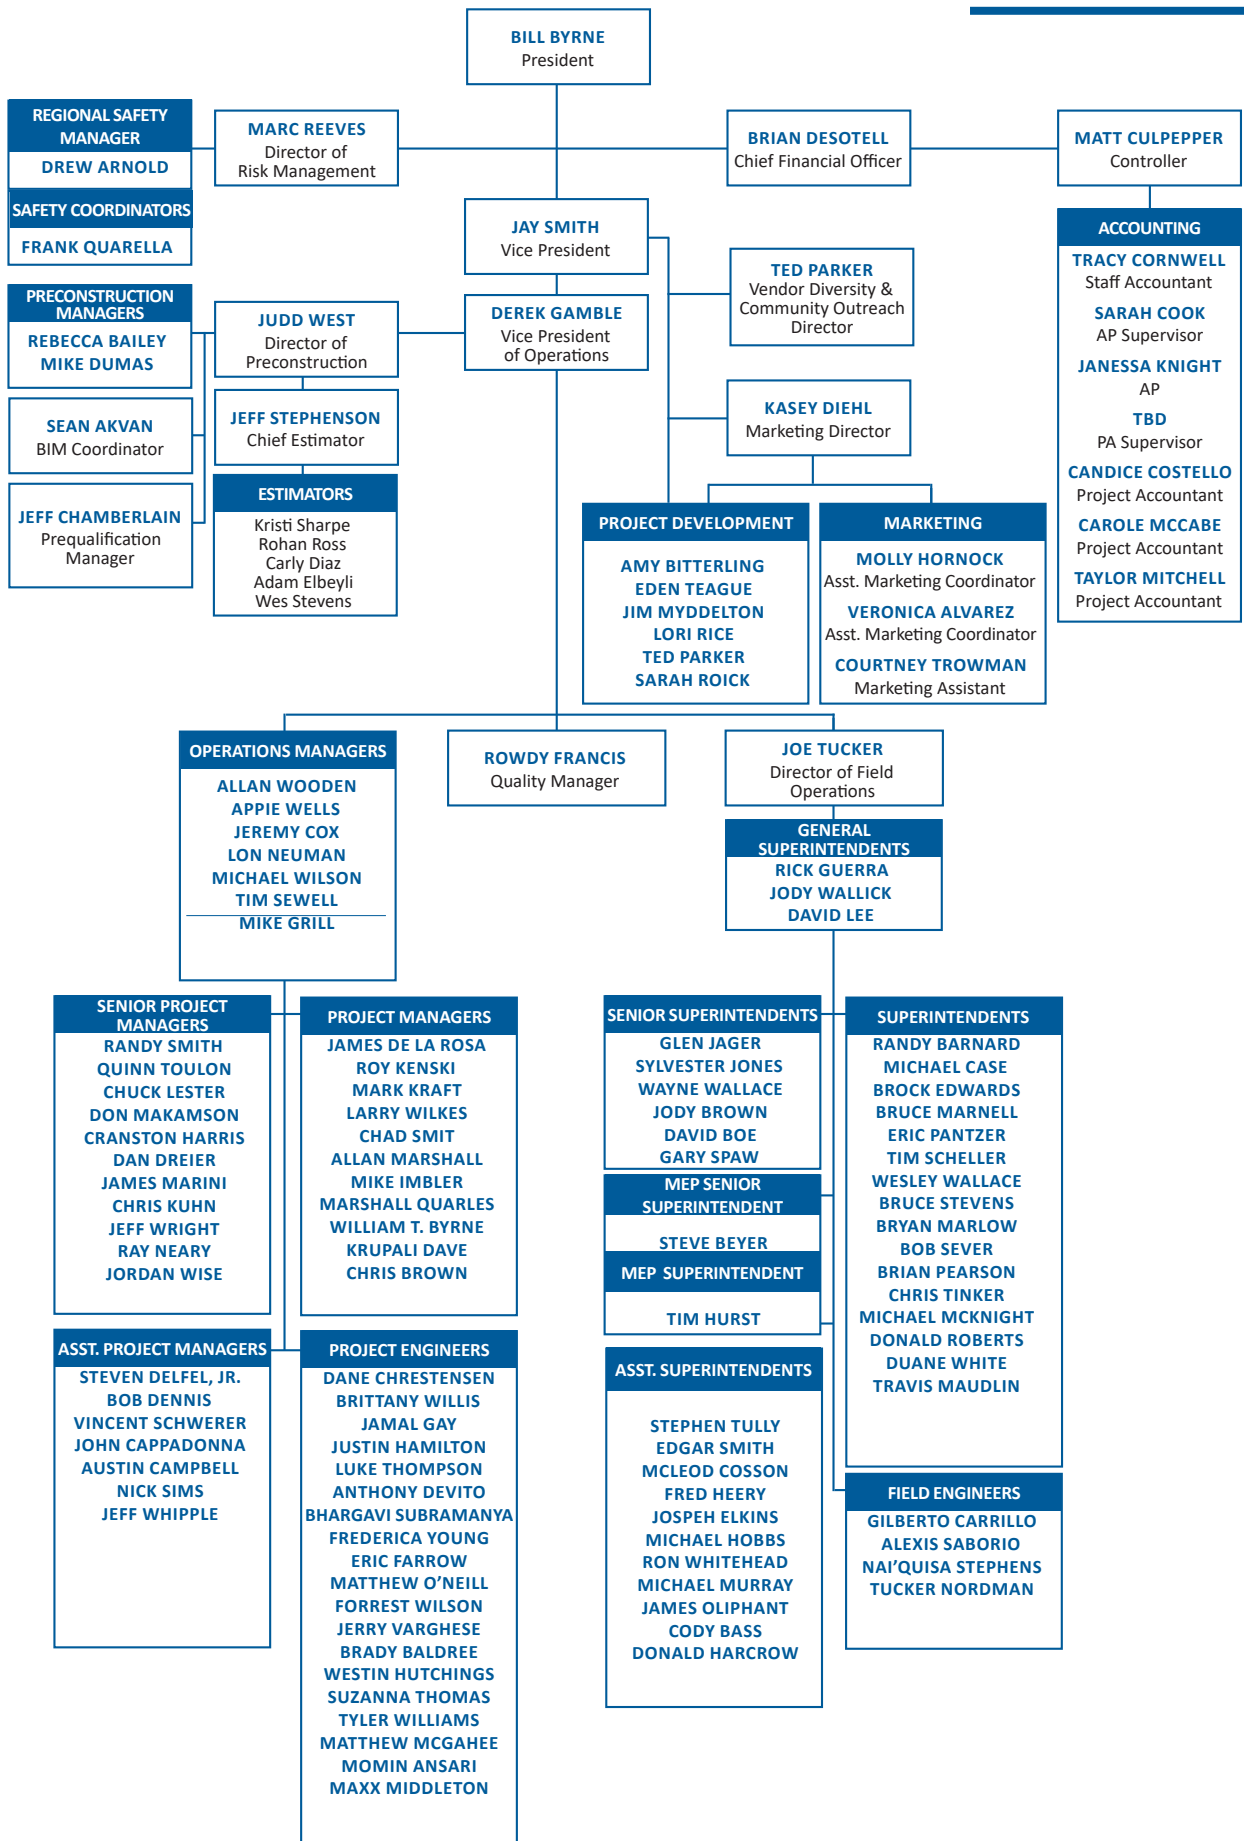 BILL BYRNE
President
REGIONAL SAFETY
MANAGER
DREW ARNOLD
SAFETY COORDINATORS
FRANK QUARELLA
MARC REEVES
Director of
Risk Management
BRIAN DESOTELL
Chief Financial Officer
MATT CULPEPPER
Controller
JAY SMITH
Vice President
TED PARKER
Vendor Diversity &
Community Outreach
Director
ACCOUNTING
TRACY CORNWELL
Staff Accountant
SARAH COOK
AP Supervisor
JANESSA KNIGHT
AP
TBD
PA Supervisor
CANDICE COSTELLO
Project Accountant
CAROLE MCCABE
Project Accountant
TAYLOR MITCHELL
Project Accountant
PRECONSTRUCTION
MANAGERS
REBECCA BAILEY
MIKE DUMAS
JUDD WEST
Director of
Preconstruction
DEREK GAMBLE
Vice President
of Operations
SEAN AKVAN
BIM Coordinator
JEFF STEPHENSON
Chief Estimator
KASEY DIEHL
Marketing Director
JEFF CHAMBERLAIN
Prequalification
Manager
ESTIMATORS
Kristi Sharpe
Rohan Ross
Carly Diaz
Adam Elbeyli
Wes Stevens
PROJECT DEVELOPMENT
AMY BITTERLING
EDEN TEAGUE
JIM MYDDELTON
LORI RICE
TED PARKER
SARAH ROICK
MARKETING
MOLLY HORNOCK
Asst. Marketing Coordinator
VERONICA ALVAREZ
Asst. Marketing Coordinator
COURTNEY TROWMAN
Marketing Assistant
OPERATIONS MANAGERS
ALLAN WOODEN
APPIE WELLS
JEREMY COX
LON NEUMAN
MICHAEL WILSON
TIM SEWELL
MIKE GRILL
ROWDY FRANCIS
Quality Manager
JOE TUCKER
Director of Field
Operations
GENERAL
SUPERINTENDENTS
RICK GUERRA
JODY WALLICK
DAVID LEE
SENIOR PROJECT
MANAGERS
RANDY SMITH
QUINN TOULON
CHUCK LESTER
DON MAKAMSON
CRANSTON HARRIS
DAN DREIER
JAMES MARINI
CHRIS KUHN
JEFF WRIGHT
RAY NEARY
JORDAN WISE
PROJECT MANAGERS
JAMES DE LA ROSA
ROY KENSKI
MARK KRAFT
LARRY WILKES
CHAD SMIT
ALLAN MARSHALL
MIKE IMBLER
MARSHALL QUARLES
WILLIAM T. BYRNE
KRUPALI DAVE
CHRIS BROWN
SENIOR SUPERINTENDENTS
GLEN JAGER
SYLVESTER JONES
WAYNE WALLACE
JODY BROWN
DAVID BOE
GARY SPAW
MEP SENIOR
SUPERINTENDENT
STEVE BEYER
MEP SUPERINTENDENT
TIM HURST
SUPERINTENDENTS
RANDY BARNARD
MICHAEL CASE
BROCK EDWARDS
BRUCE MARNELL
ERIC PANTZER
TIM SCHELLER
WESLEY WALLACE
BRUCE STEVENS
BRYAN MARLOW
BOB SEVER
BRIAN PEARSON
CHRIS TINKER
MICHAEL MCKNIGHT
DONALD ROBERTS
DUANE WHITE
TRAVIS MAUDLIN
ASST. PROJECT MANAGERS
STEVEN DELFEL, JR.
BOB DENNIS
VINCENT SCHWERER
JOHN CAPPADONNA
AUSTIN CAMPBELL
NICK SIMS
JEFF WHIPPLE
PROJECT ENGINEERS
DANE CHRESTENSEN
BRITTANY WILLIS
JAMAL GAY
JUSTIN HAMILTON
LUKE THOMPSON
ANTHONY DEVITO
BHARGAVI SUBRAMANYA
FREDERICA YOUNG
ERIC FARROW
MATTHEW O’NEILL
FORREST WILSON
JERRY VARGHESE
BRADY BALDREE
WESTIN HUTCHINGS
SUZANNA THOMAS
TYLER WILLIAMS
MATTHEW MCGAHEE
MOMIN ANSARI
MAXX MIDDLETON
ASST. SUPERINTENDENTS
STEPHEN TULLY
EDGAR SMITH
MCLEOD COSSON
FRED HEERY
JOSPEH ELKINS
MICHAEL HOBBS
RON WHITEHEAD
MICHAEL MURRAY
JAMES OLIPHANT
CODY BASS
DONALD HARCROW
FIELD ENGINEERS
GILBERTO CARRILLO
ALEXIS SABORIO
NAI’QUISA STEPHENS
TUCKER NORDMAN